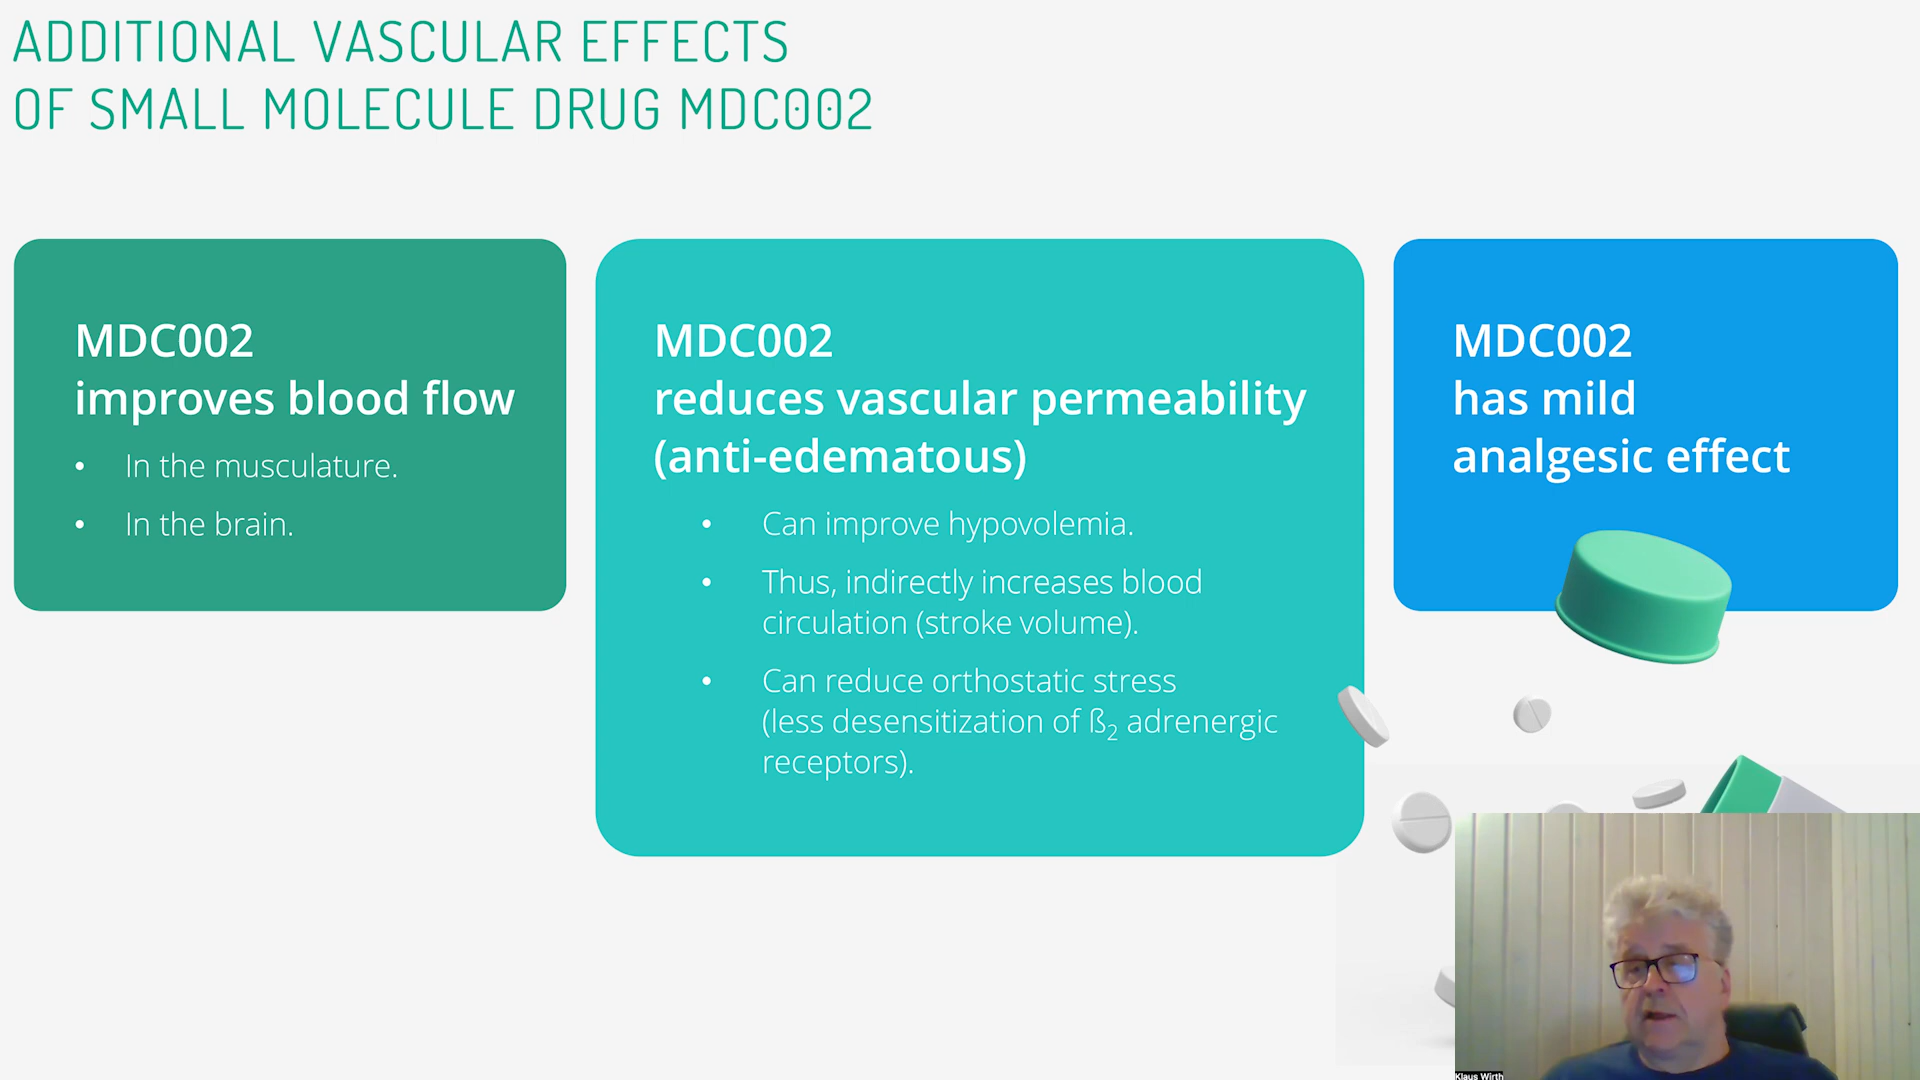 ADDITIONAL VASCULAR EFFECTS
OF SMALL MOLECULE DRUG MDC002
MDC002
improves blood flow
• In the musculature.
• In the brain.
MDC002
reduces vascular permeability
(anti-edematous)
• Can improve hypovolemia.
• Thus, indirectly increases blood
circulation (stroke volume).
• Can reduce orthostatic stress
(less desensitization of ß₂ adrenergic
receptors).
MDC002
has mild
analgesic effect
Klaus Wirth